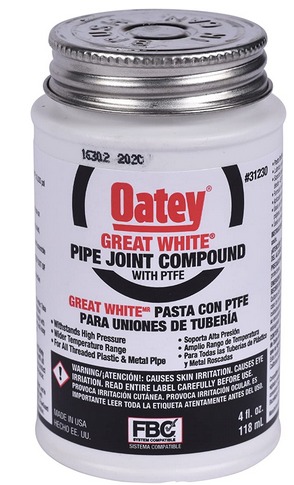 16302 2020
#31230
Oatey®
GREAT WHITE®
PIPE JOINT COMPOUND
WITH PTFE
GREAT WHITE MR PASTA CON PTFE
PARA UNIONES DE TUBERÍA
• Withstands High Pressure
• Wider Temperature Range
• For All Threaded Plastic & Metal Pipe
• Soporta Alta Presión
• Amplio Rango de Temperatura
• Para Todas las Tuberías de Plástico
y Metal Roscadas
WARNING/¡ATENCIÓN!: CAUSES SKIN IRRITATION. CAUSES EYE
IRRITATION. READ ENTIRE LABEL CAREFULLY BEFORE USE.
PROVOCA IRRITACIÓN CUTÁNEA. PROVOCA IRRITACIÓN OCULAR. ES
IMPORTANTE LEER TODA LA ETIQUETA ATENTAMENTE ANTES DEL USO.
MADE IN USA
HECHO EE. UU.
FBC™
SYSTEM COMPATIBLE
SISTEMA COMPATIBLE
4 fl. oz.
118 mL